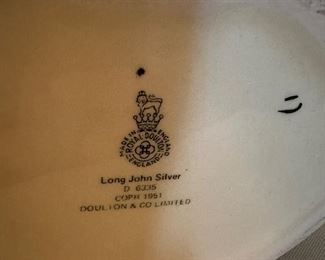 MADE IN ENGLAND
ROYAL DOULTON
ENGLAND
Long John Silver
D 6335
COPR 1951
DOULTON & CO LIMITED